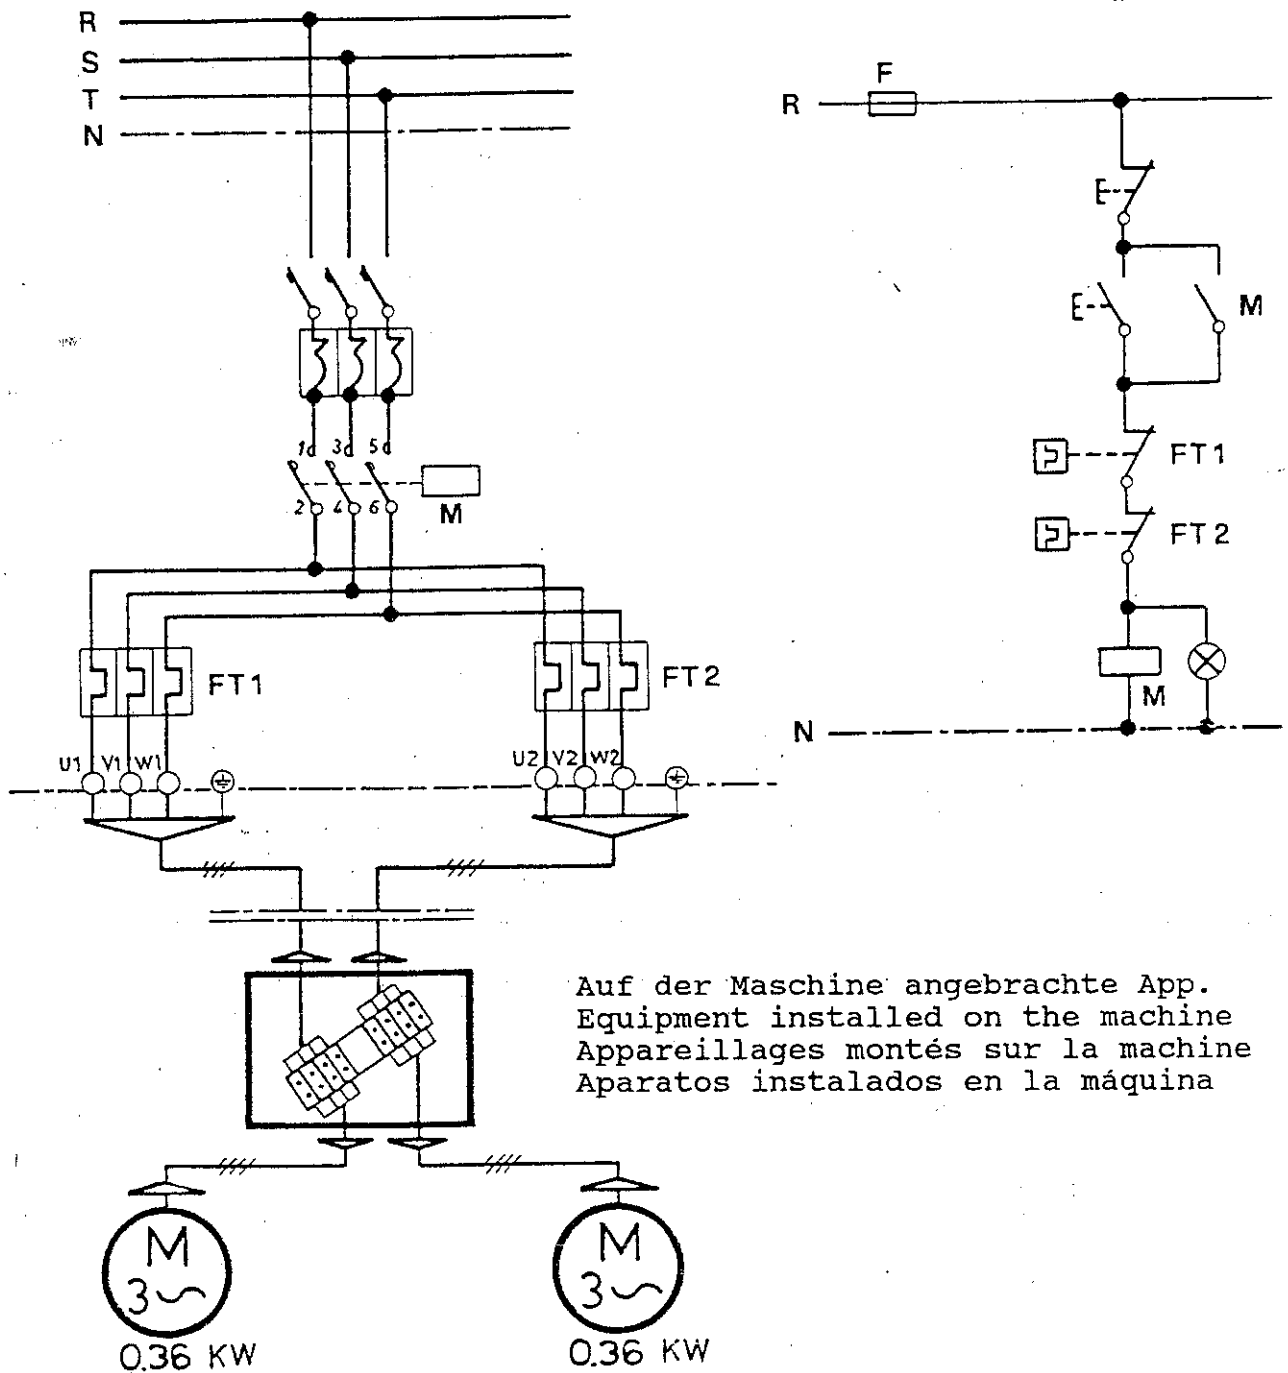 R
S
T
N
1 3 5
2 4 6
M
FT1
FT2
U1 V1 W1
U2 V2 W2
R
F
E
E
M
FT1
FT2
M
N
Auf der Maschine angebrachte App.
Equipment installed on the machine
Appareillages montés sur la machine
Aparatos instalados en la máquina
M
3~
0.36 KW
M
3~
0.36 KW